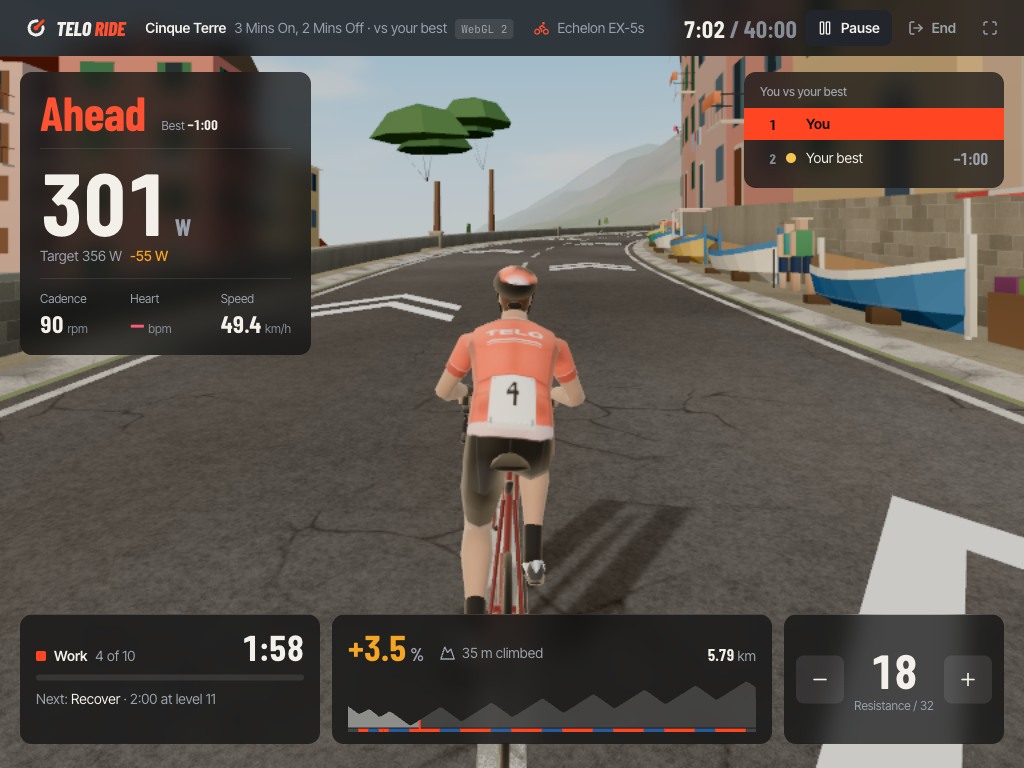 TELO RIDE Cinque Terre 3 Mins On, 2 Mins Off · vs your best WebGL 2 Echelon EX-5s 7:02 / 40:00 Pause End
Ahead Best −1:00
301 W
Target 356 W -55 W
Cadence Heart Speed
90 rpm — bpm 49.4 km/h
You vs your best
1 You
2 Your best −1:00
TELO
4
Work 4 of 10 1:58
Next: Recover · 2:00 at level 11
+3.5 % 35 m climbed 5.79 km
− 18 +
Resistance / 32